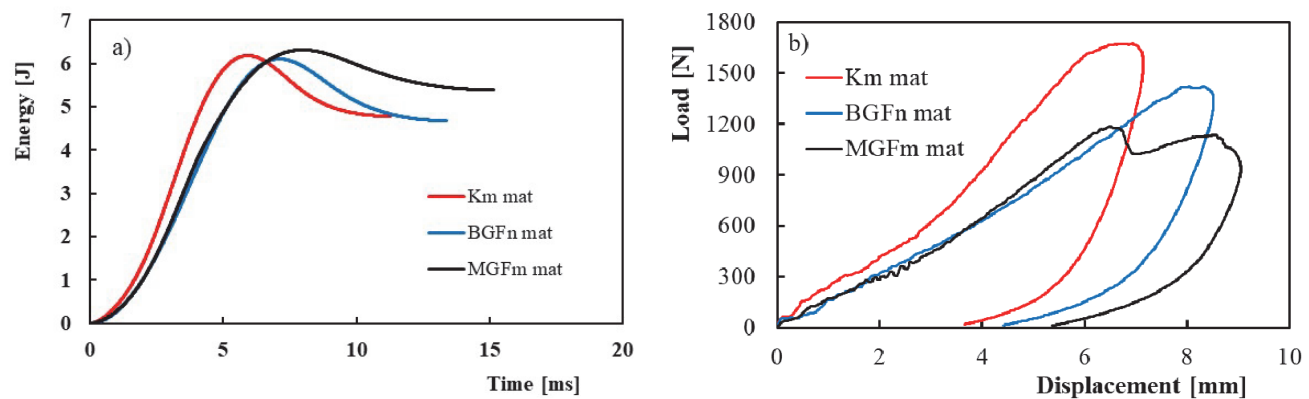 a)
Energy [J]
7
6
5
4
3
2
1
0
Km mat
BGFn mat
MGFm mat
0 5 10 15 20
Time [ms]
b)
Load [N]
1800
1500
1200
900
600
300
0
Km mat
BGFn mat
MGFm mat
0 2 4 6 8 10
Displacement [mm]